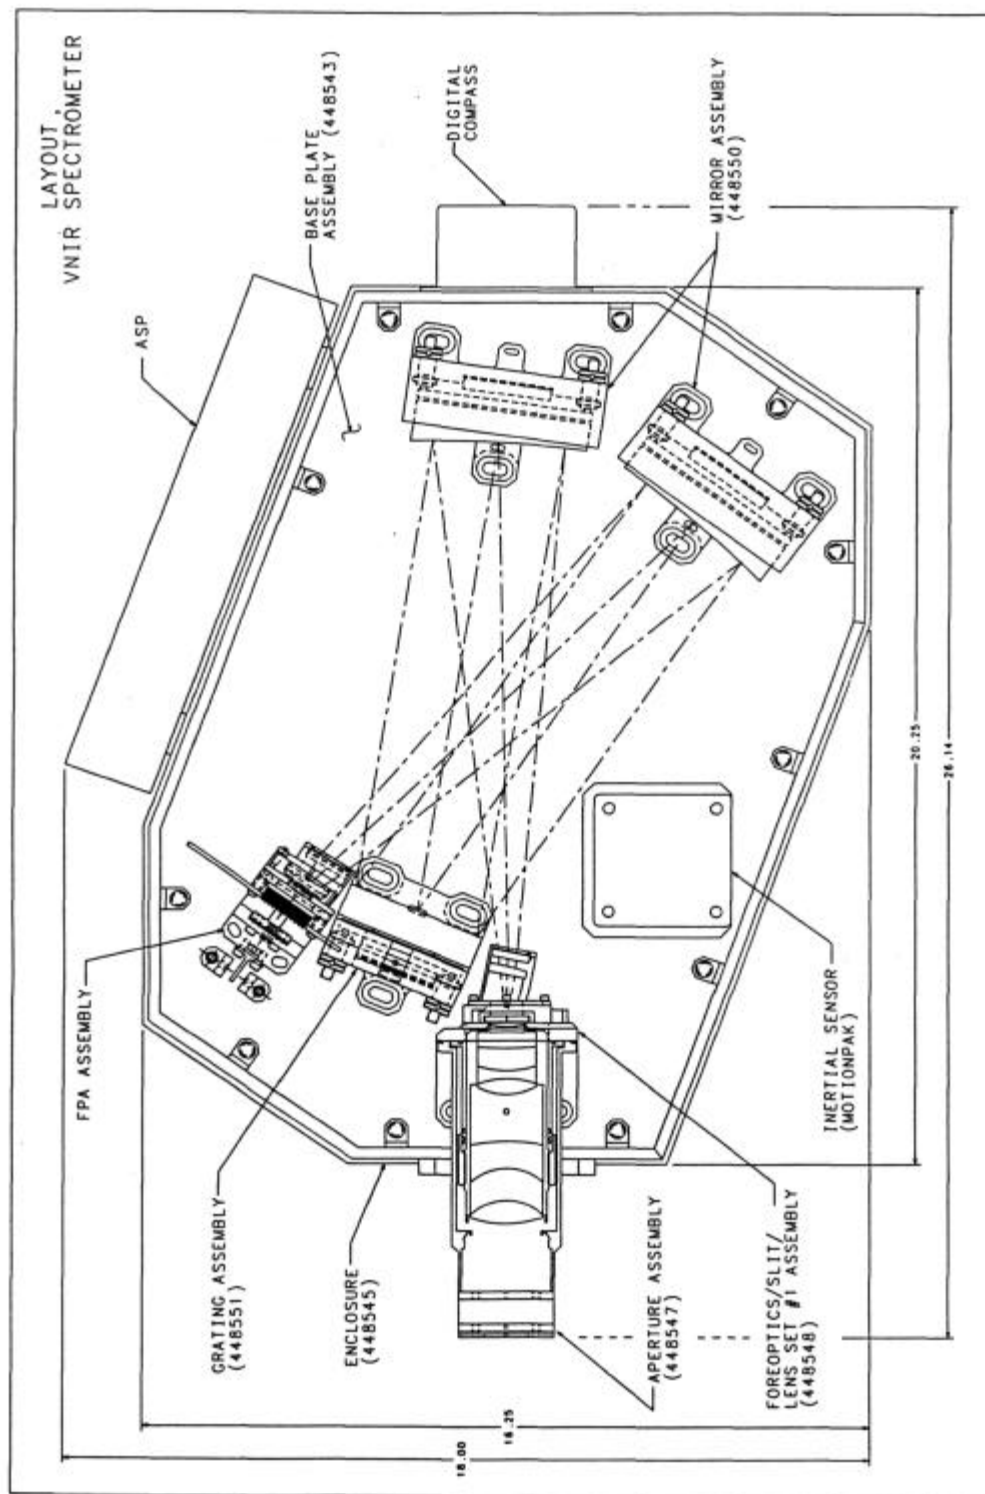 LAYOUT,
VNIR SPECTROMETER
ASP
BASE PLATE
ASSEMBLY (448543)
DIGITAL
COMPASS
MIRROR ASSEMBLY
(448550)
FPA ASSEMBLY
GRATING ASSEMBLY
(448551)
ENCLOSURE
(448545)
APERTURE ASSEMBLY
(448547)
FOREOPTICS/SLIT/
LENS SET #1 ASSEMBLY
(448548)
INERTIAL SENSOR
(MOTIONPAK)
20.25
26.14
16.25
18.00